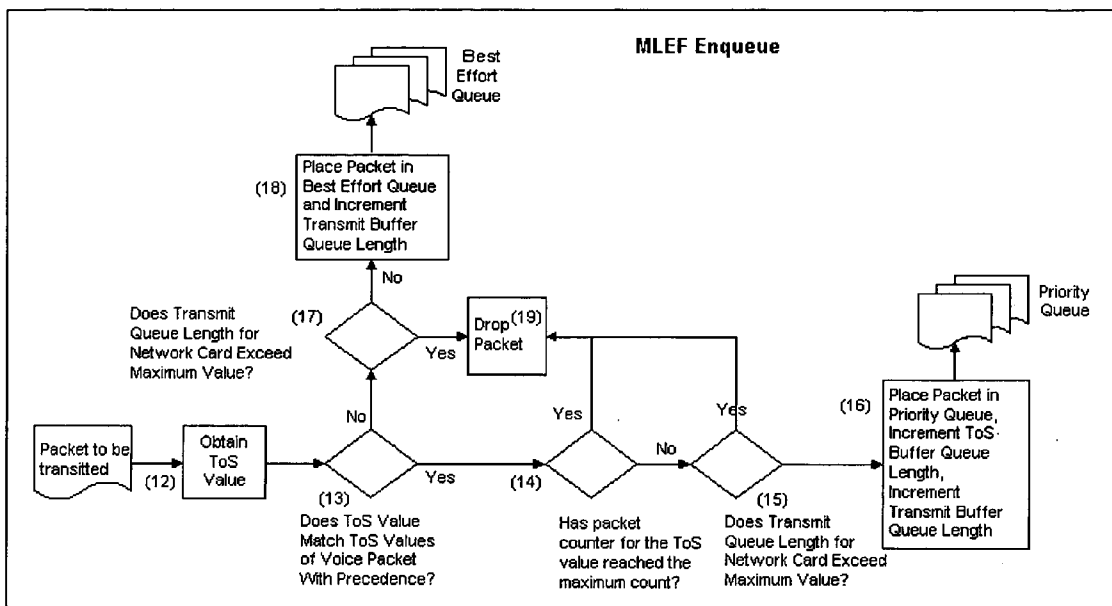 MLEF Enqueue
Best
Effort
Queue
(18)
Place Packet in
Best Effort Queue
and Increment
Transmit Buffer
Queue Length
No
Does Transmit
Queue Length for
Network Card Exceed
Maximum Value?
(17)
Yes
Drop (19)
Packet
Priority
Queue
(16)
Place Packet in
Priority Queue,
Increment ToS
Buffer Queue
Length,
Increment
Transmit Buffer
Queue Length
No
Yes
Yes
Packet to be
transitted
(12)
Obtain
ToS
Value
(13)
Yes
(14)
No
(15)
Does ToS Value
Match ToS Values
of Voice Packet
With Precedence?
Has packet
counter for the ToS
value reached the
maximum count?
Does Transmit
Queue Length for
Network Card Exceed
Maximum Value?